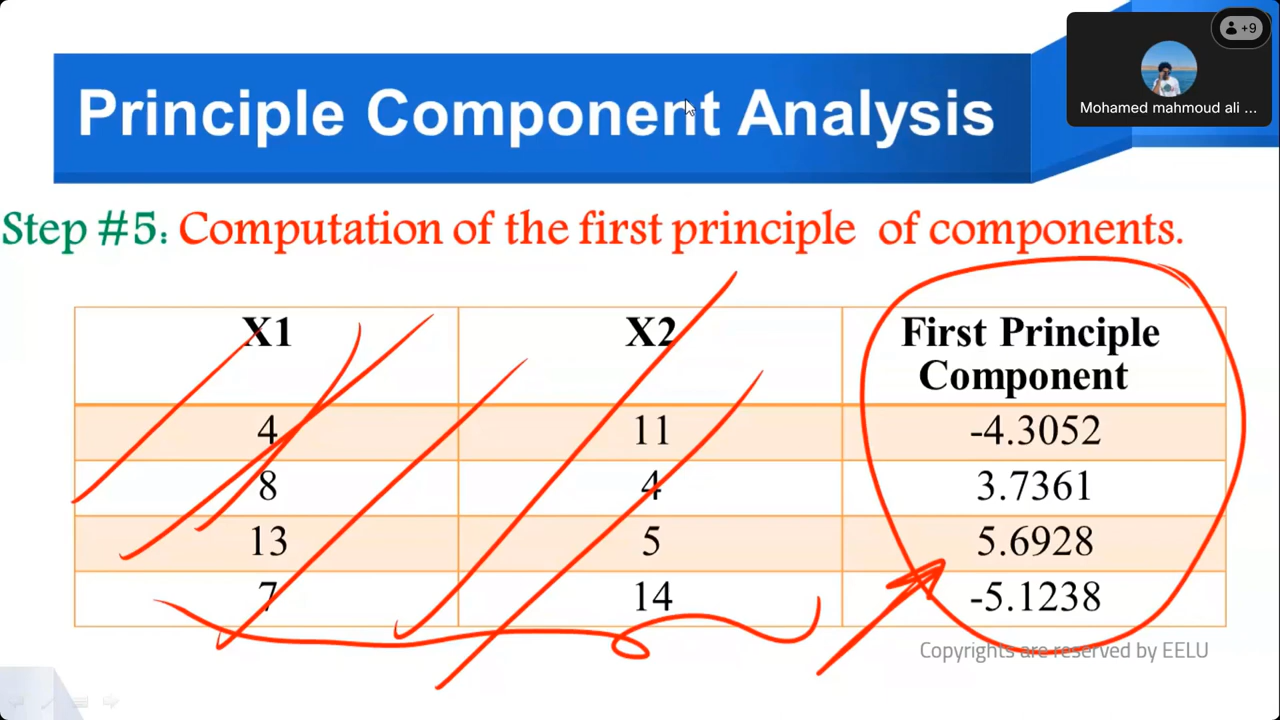 +9
Mohamed mahmoud ali ...
Principle Component Analysis
Step #5: Computation of the first principle of components.
X1 X2 First Principle
Component
4 11 -4.3052
8 4 3.7361
13 5 5.6928
7 14 -5.1238
Copyrights are reserved by EELU